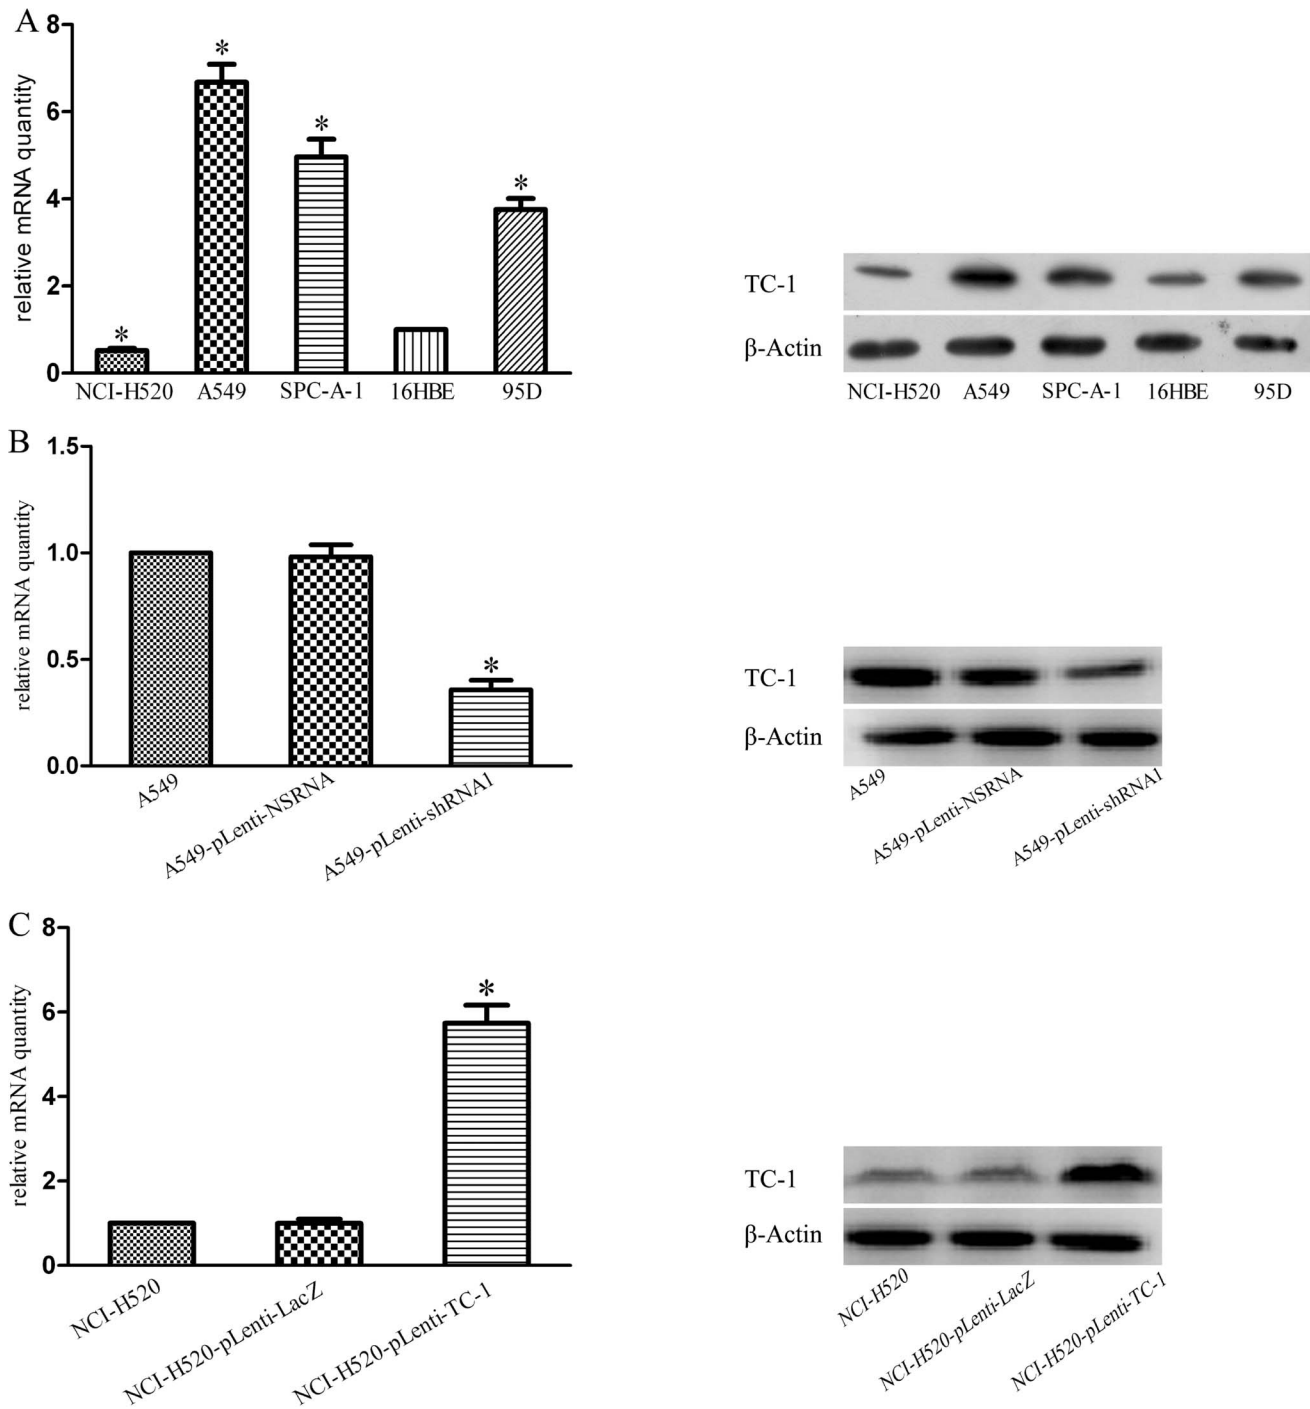 A
8
6
4
2
0
relative mRNA quantity
*
*
*
*
NCI-H520 A549 SPC-A-1 16HBE 95D
TC-1
β-Actin
NCI-H520 A549 SPC-A-1 16HBE 95D
B
1.5
1.0
0.5
0.0
relative mRNA quantity
*
A549
A549-pLenti-NSRNA
A549-pLenti-shRNA1
TC-1
β-Actin
A549
A549-pLenti-NSRNA
A549-pLenti-shRNA1
C
8
6
4
2
0
relative mRNA quantity
*
NCI-H520
NCI-H520-pLenti-LacZ
NCI-H520-pLenti-TC-1
TC-1
β-Actin
NCI-H520
NCI-H520-pLenti-LacZ
NCI-H520-pLenti-TC-1